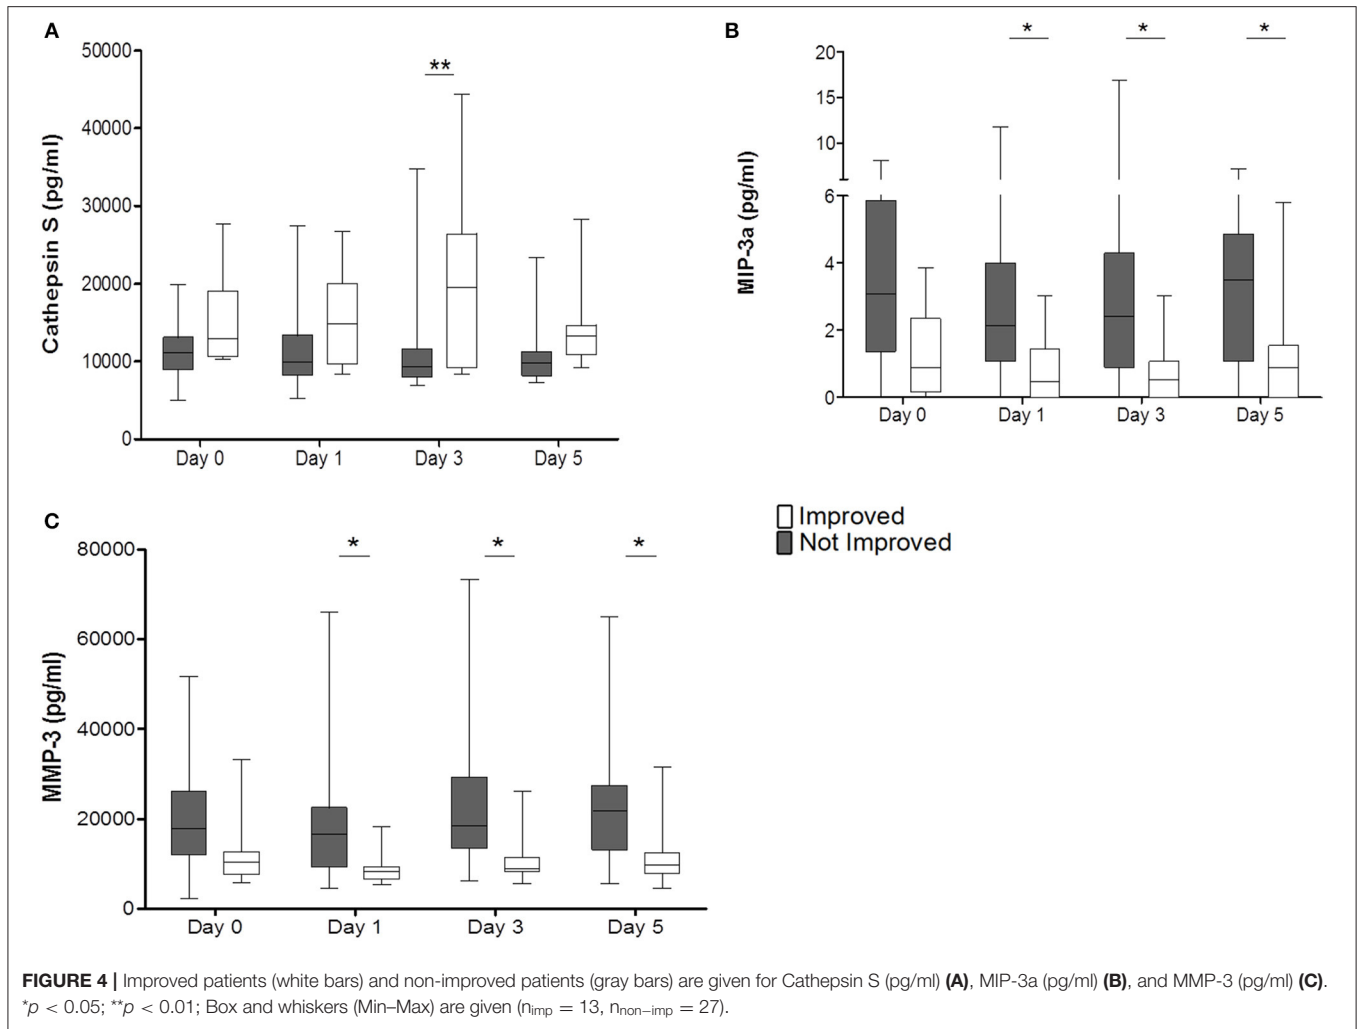 A
Cathepsin S (pg/ml)
50000
40000
30000
20000
10000
0
**
Day 0 Day 1 Day 3 Day 5
B
MIP-3a (pg/ml)
20
15
10
6
4
2
0
* * *
Day 0 Day 1 Day 3 Day 5
C
MMP-3 (pg/ml)
80000
60000
40000
20000
0
* * *
Day 0 Day 1 Day 3 Day 5
Improved
Not Improved
FIGURE 4 | Improved patients (white bars) and non-improved patients (gray bars) are given for Cathepsin S (pg/ml) (A), MIP-3a (pg/ml) (B), and MMP-3 (pg/ml) (C).
*p < 0.05; **p < 0.01; Box and whiskers (Min–Max) are given (nimp = 13, nnon−imp = 27).